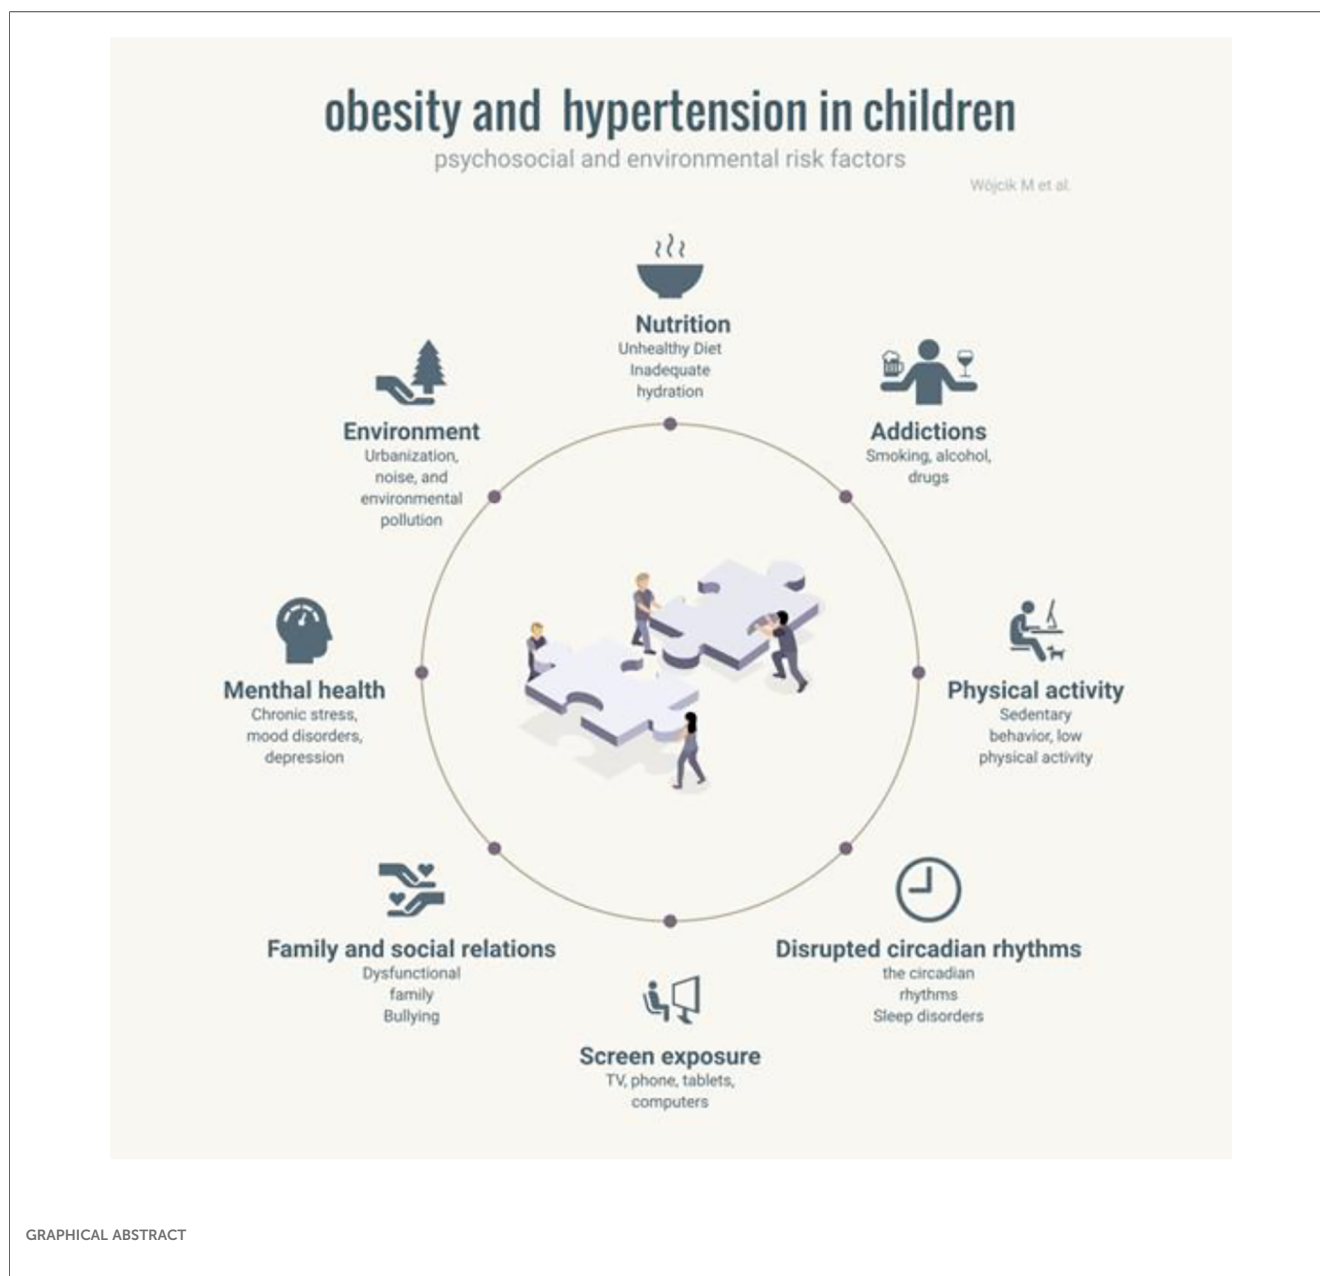 obesity and hypertension in children
psychosocial and environmental risk factors
Wójcik M et al.
Nutrition
Unhealthy Diet
Inadequate
hydration
Addictions
Smoking, alcohol,
drugs
Physical activity
Sedentary
behavior, low
physical activity
Disrupted circadian rhythms
the circadian
rhythms
Sleep disorders
Screen exposure
TV, phone, tablets,
computers
Family and social relations
Dysfunctional
family
Bullying
Menthal health
Chronic stress,
mood disorders,
depression
Environment
Urbanization,
noise, and
environmental
pollution
GRAPHICAL ABSTRACT